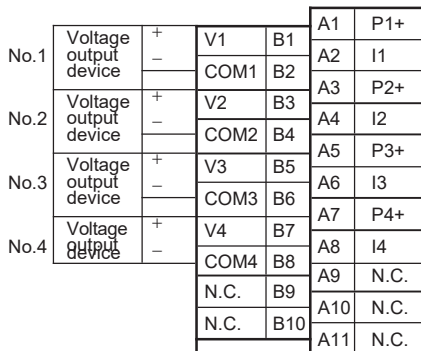 A1 P1+
Voltage + V1 B1
No.1 output A2 I1
device − COM1 B2
A3 P2+
Voltage + V2 B3
No.2 output A4 I2
device − COM2 B4
A5 P3+
Voltage + V3 B5
No.3 output A6 I3
device − COM3 B6
A7 P4+
Voltage + V4 B7
No.4 output A8 I4
device − COM4 B8
A9 N.C.
N.C. B9
A10 N.C.
N.C. B10
A11 N.C.